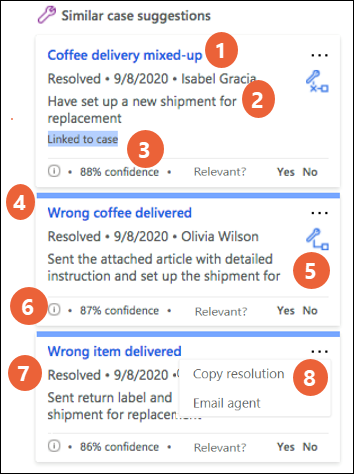 Similar case suggestions
Coffee delivery mixed-up 1
Resolved • 9/8/2020 • Isabel Gracia
Have set up a new shipment for 2
replacement
Linked to case 3
88% confidence • Relevant? Yes No
4
Wrong coffee delivered
Resolved • 9/8/2020 • Olivia Wilson
Sent the attached article with detailed 5
instruction and set up the shipment for
6 • 87% confidence • Relevant? Yes No
Wrong item delivered
7 Resolved • 9/8/2020 • Copy resolution 8
Sent return label and Email agent
shipment for replacement
• 86% confidence • Relevant? Yes No